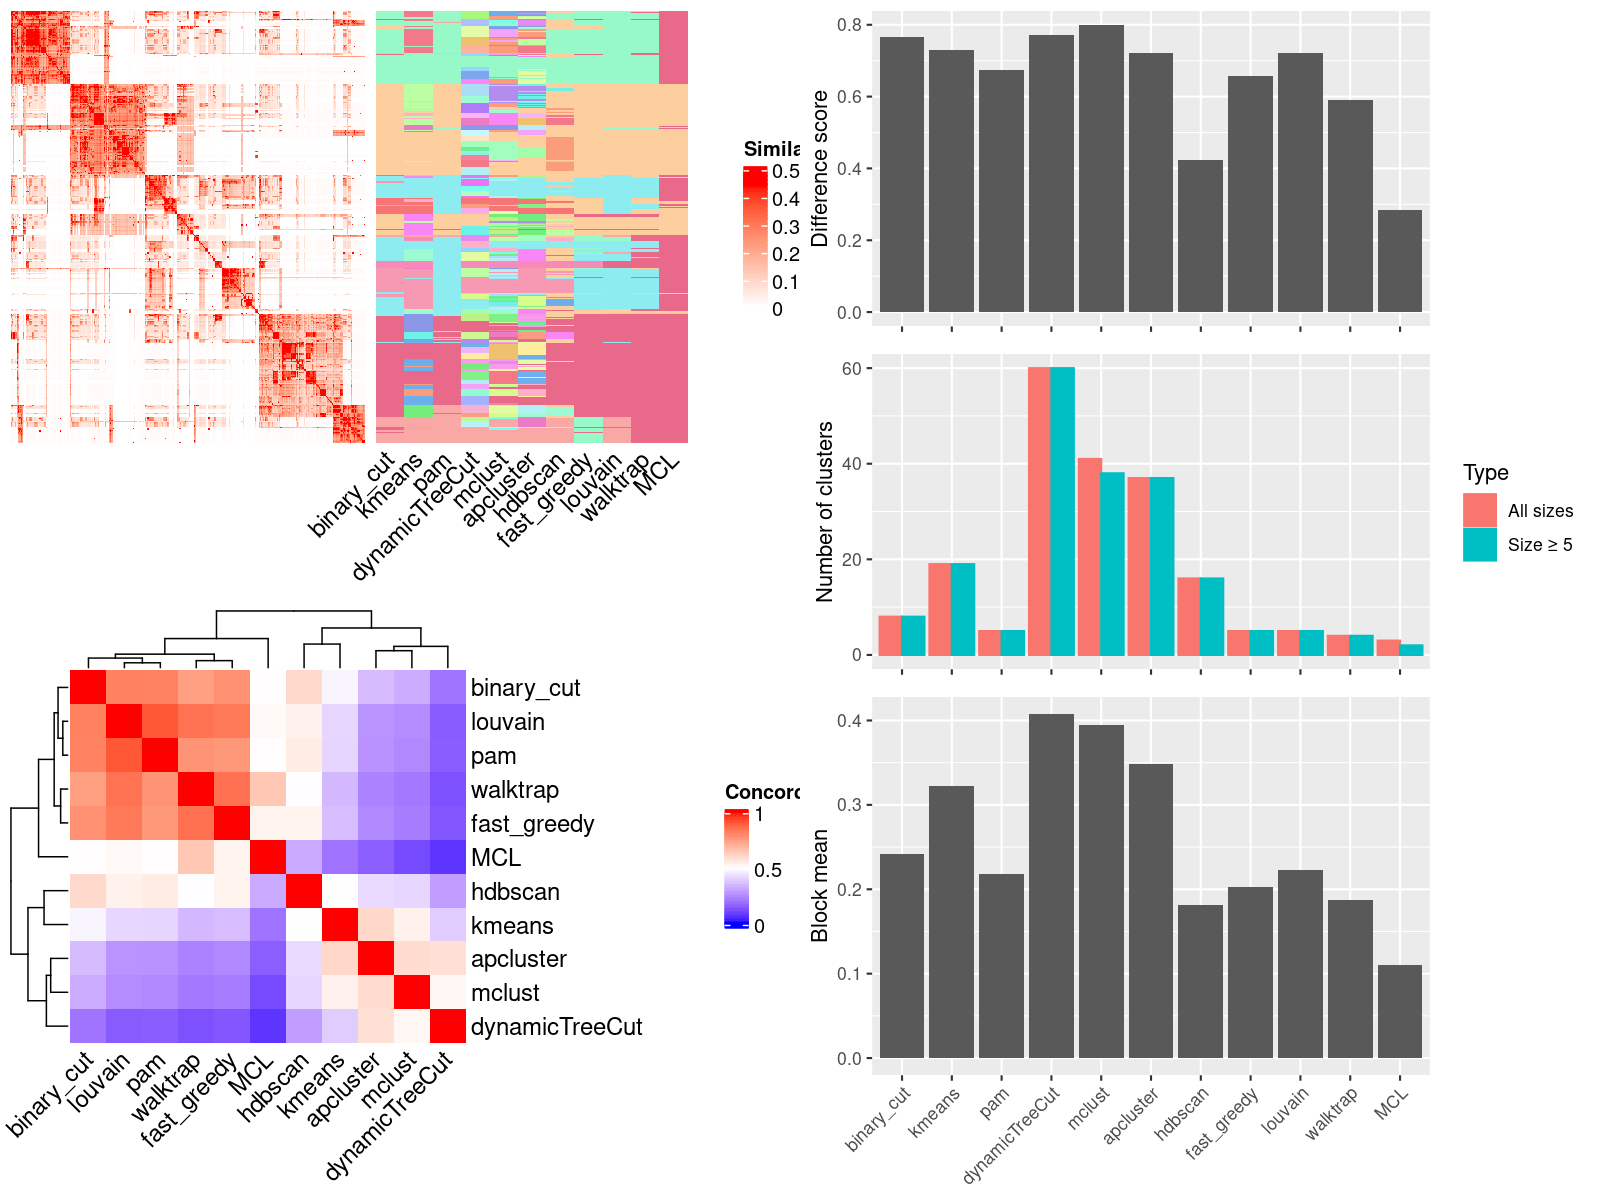 Simila
0.5
0.4
0.3
0.2
0.1
0
binary_cut
kmeans
pam
dynamicTreeCut
mclust
apcluster
hdbscan
fast_greedy
louvain
walktrap
MCL
Difference score
0.8
0.6
0.4
0.2
0.0
Number of clusters
60
40
20
0
Type
All sizes
Size ≥ 5
binary_cut
louvain
pam
walktrap
fast_greedy
MCL
hdbscan
kmeans
apcluster
mclust
dynamicTreeCut
binary_cut
louvain
pam
walktrap
fast_greedy
MCL
hdbscan
kmeans
apcluster
mclust
dynamicTreeCut
Concord
1
0.5
0
Block mean
0.4
0.3
0.2
0.1
0.0
binary_cut
kmeans
pam
dynamicTreeCut
mclust
apcluster
hdbscan
fast_greedy
louvain
walktrap
MCL